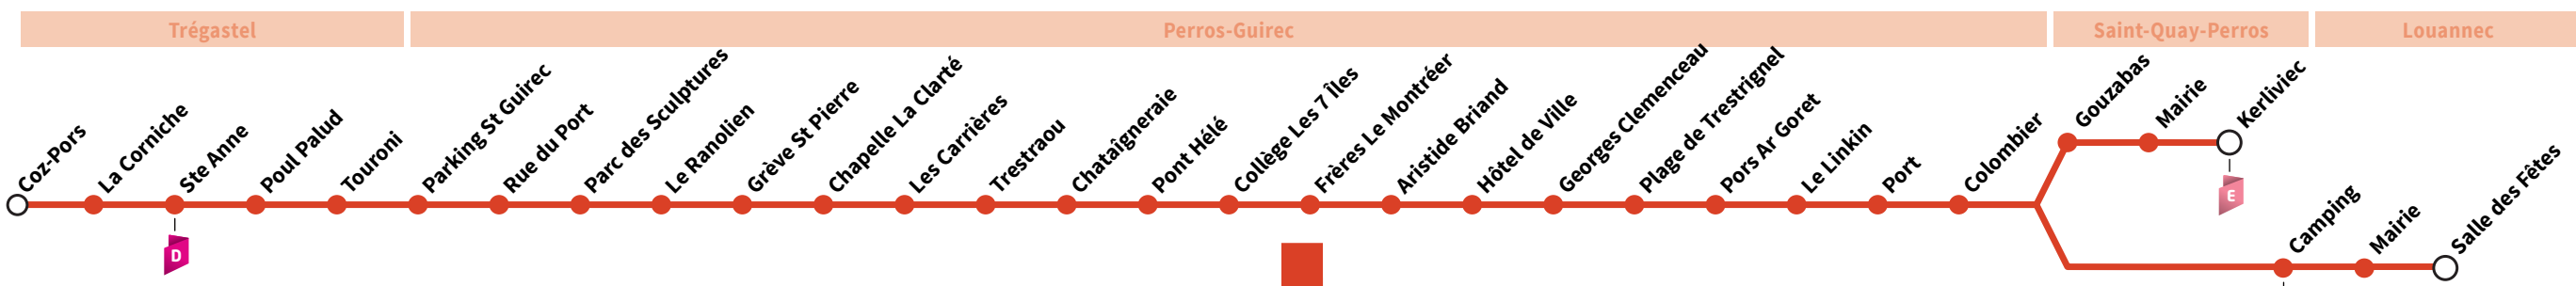 Trégastel
Perros-Guirec
Saint-Quay-Perros
Louannec
Coz-Pors
La Corniche
Ste Anne
Poul Palud
Touroni
Parking St Guirec
Rue du Port
Parc des Sculptures
Le Ranolien
Grève St Pierre
Chapelle La Clarté
Les Carrières
Trestraou
Chataîgneraie
Pont Hélé
Collège Les 7 Îles
Frères Le Montréer
Aristide Briand
Hôtel de Ville
Georges Clemenceau
Plage de Trestrignel
Pors Ar Goret
Le Linkin
Port
Colombier
Gouzabas
Mairie
Kerliviec
Camping
Mairie
Salle des Fêtes
D
E